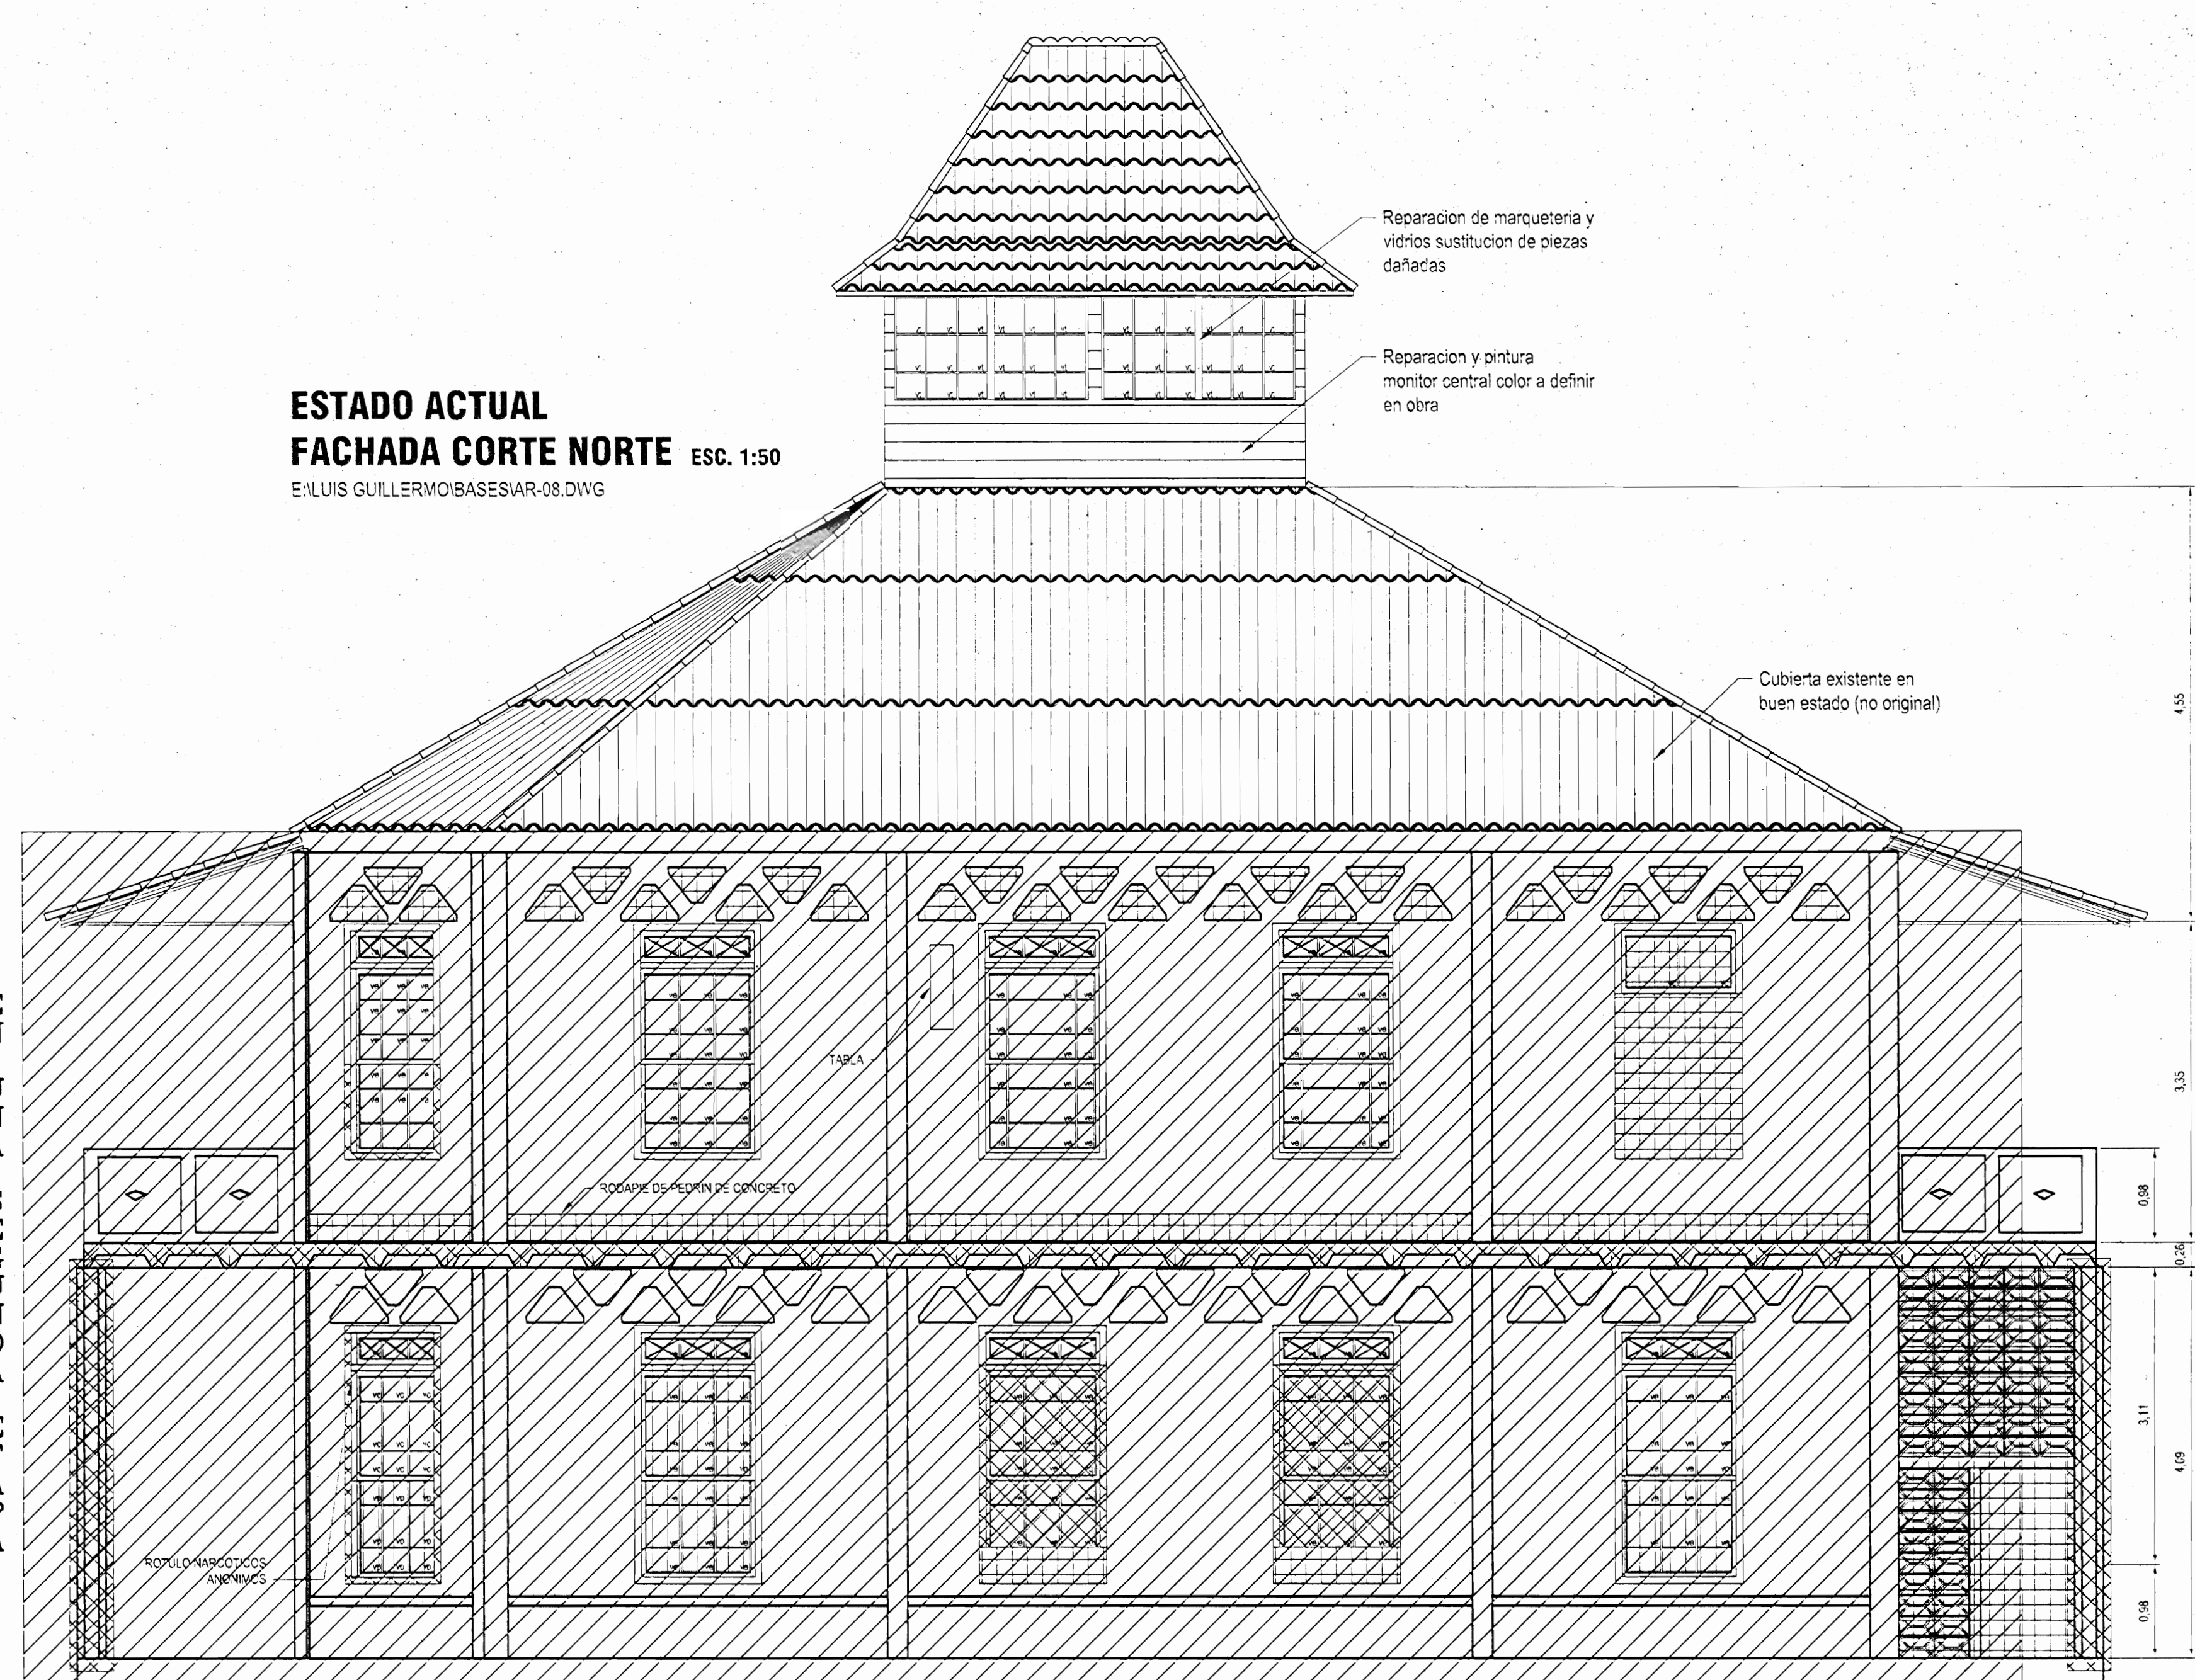 Reparacion de marqueteria y
vidrios sustitucion de piezas
dañadas
Reparacion y pintura
monitor central color a definir
en obra
ESTADO ACTUAL
FACHADA CORTE NORTE ESC. 1:50
E:\LUIS GUILLERMO\BASES\AR-08.DWG
Cubierta existente en
buen estado (no original)
4,55
TABLA
3,35
RODAPIE DE PEDRIN DE CONCRETO
0,98
0,26
3,11
4,09
ROTULO NARCOTICOS
ANONIMOS
0,98